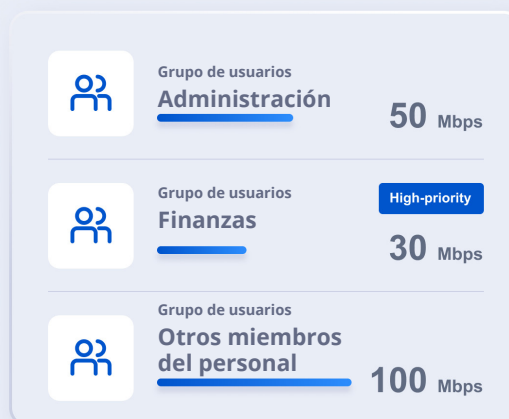 Grupo de usuarios
Administración
50 Mbps
Grupo de usuarios
High-priority
Finanzas
30 Mbps
Grupo de usuarios
Otros miembros
del personal
100 Mbps